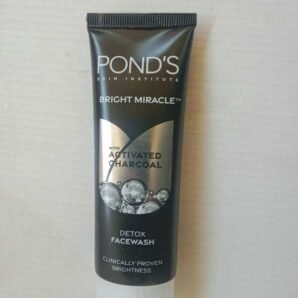 POND'S
SKIN INSTITUTE
BRIGHT MIRACLE™
WITH
ACTIVATED
CHARCOAL
DETOX
FACEWASH
CLINICALLY PROVEN
BRIGHTNESS